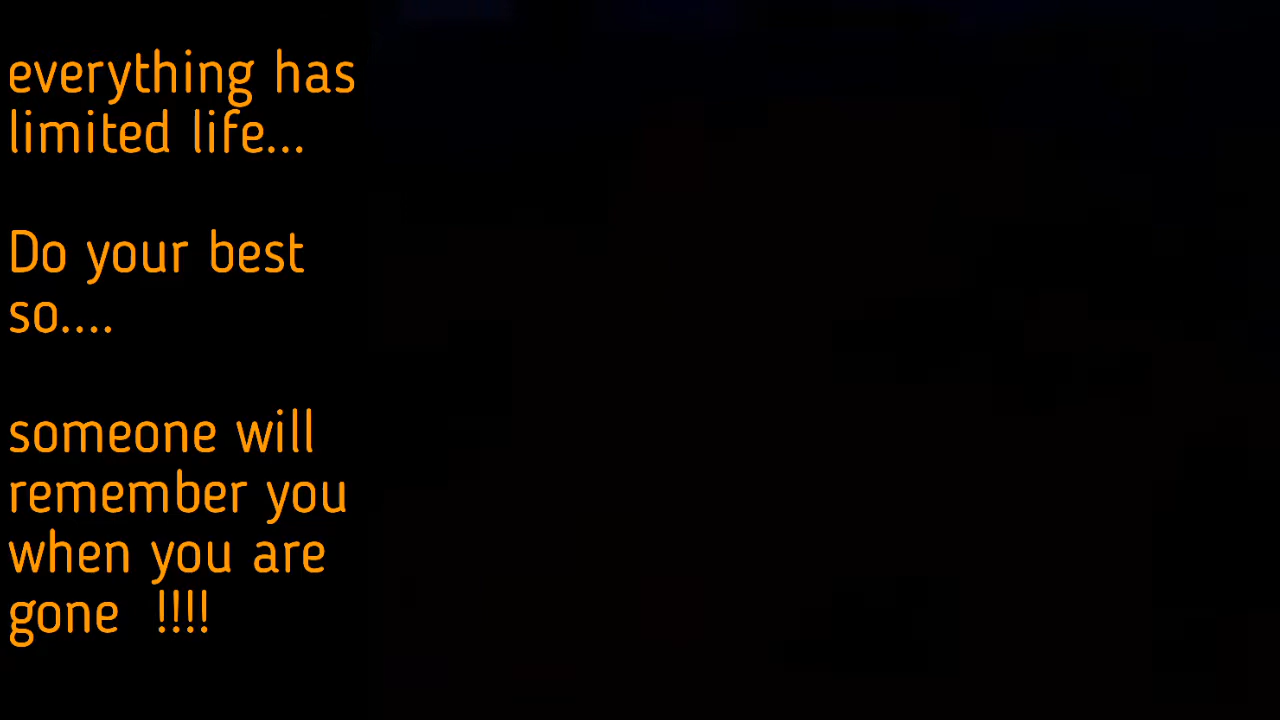 everything has
limited life...
Do your best
so....
someone will
remember you
when you are
gone  !!!!